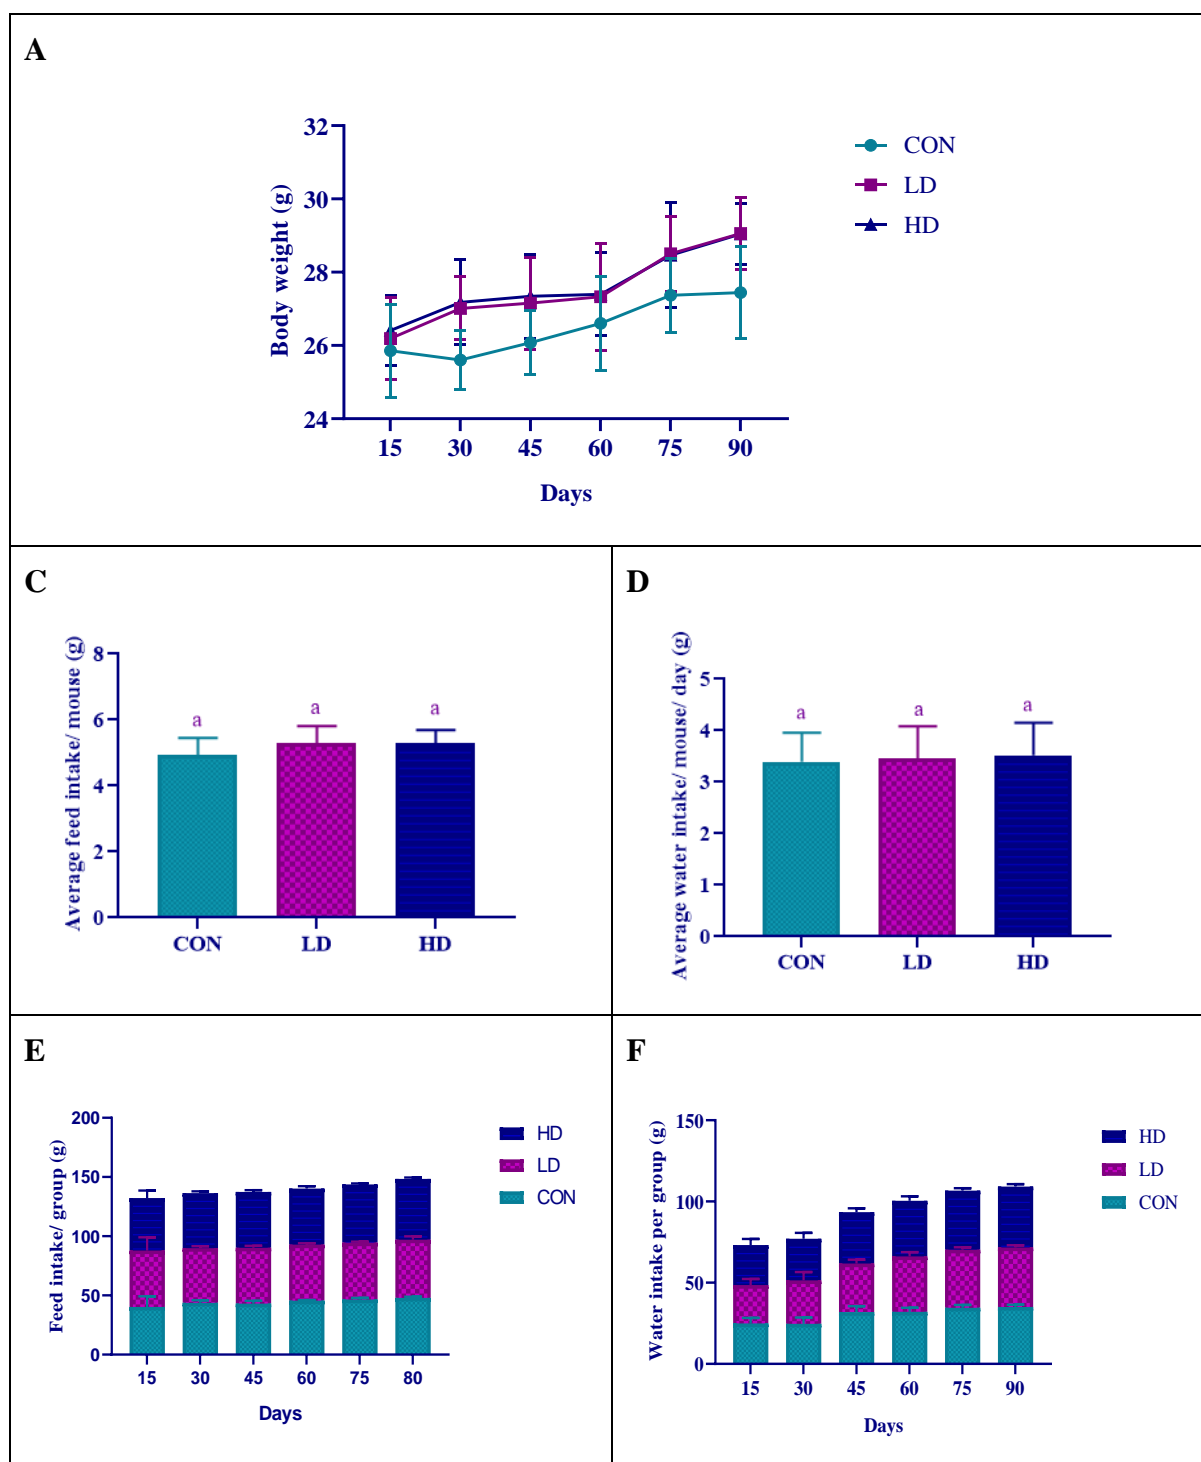 A
Body weight (g)
32
30
28
26
24
15 30 45 60 75 90
Days
CON
LD
HD
C
Average feed intake/ mouse (g)
8
6
4
2
0
a a a
CON LD HD
D
Average water intake/ mouse/ day (g)
5
4
3
2
1
0
a a a
CON LD HD
E
Feed intake/ group (g)
200
150
100
50
0
15 30 45 60 75 80
Days
HD
LD
CON
F
Water intake per group (g)
150
100
50
0
15 30 45 60 75 90
Days
HD
LD
CON